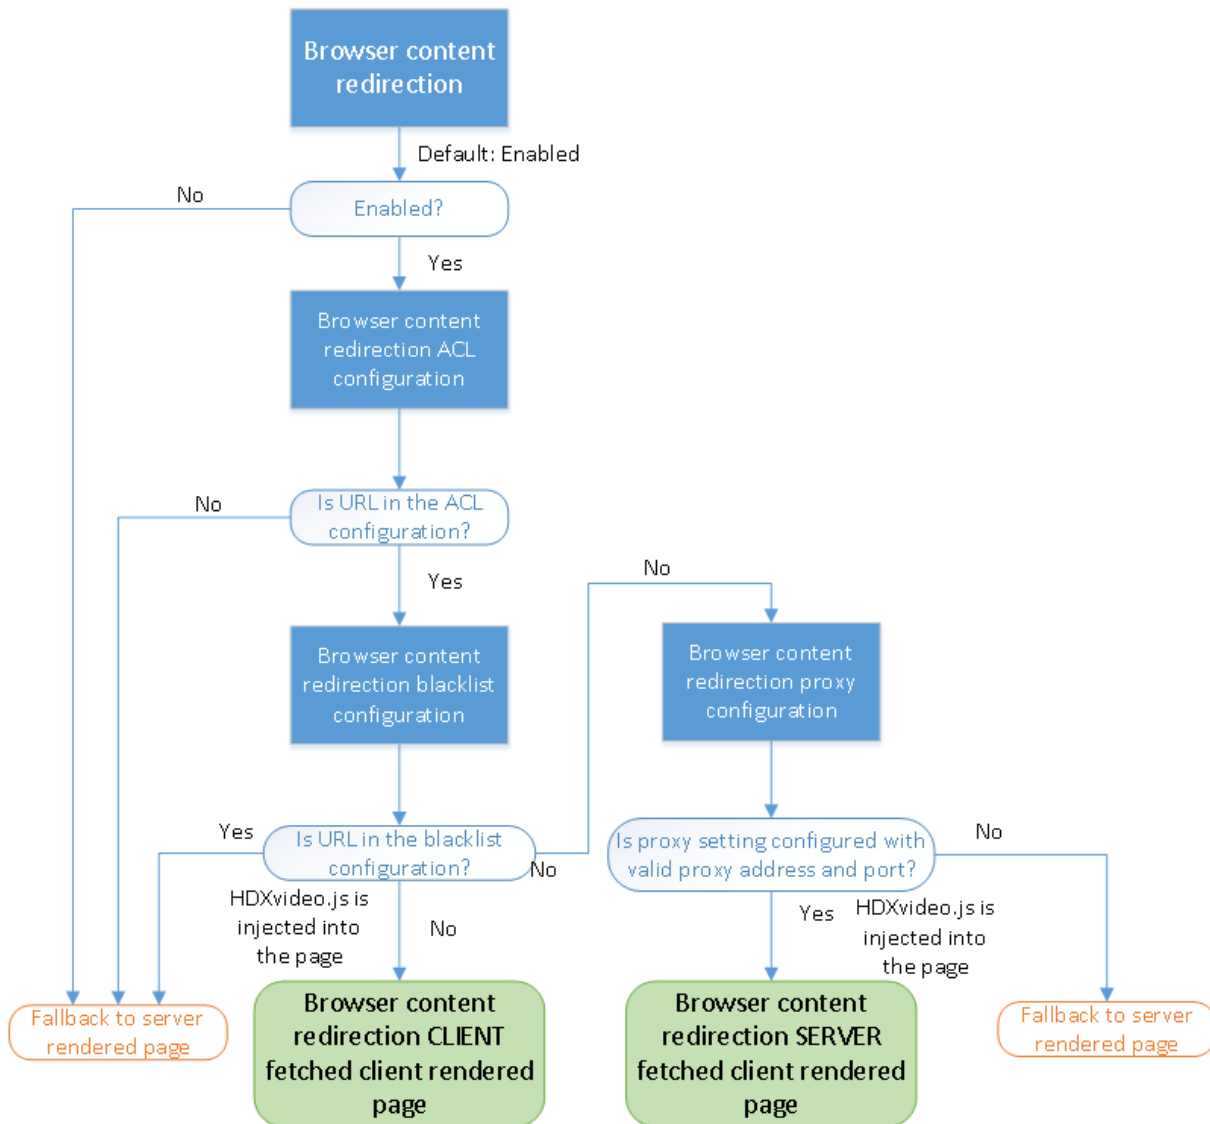 Browser content
redirection
Default: Enabled
No
Enabled?
Yes
Browser content
redirection ACL
configuration
No
Is URL in the ACL
configuration?
Yes
No
Browser content
redirection blacklist
configuration
Browser content
redirection proxy
configuration
Yes
Is URL in the blacklist
configuration?
No
Is proxy setting configured with
valid proxy address and port?
No
HDXvideo.js is
injected into
the page
No
Yes
HDXvideo.js is
injected into
the page
Fallback to server
rendered page
Browser content
redirection CLIENT
fetched client rendered
page
Browser content
redirection SERVER
fetched client rendered
page
Fallback to server
rendered page